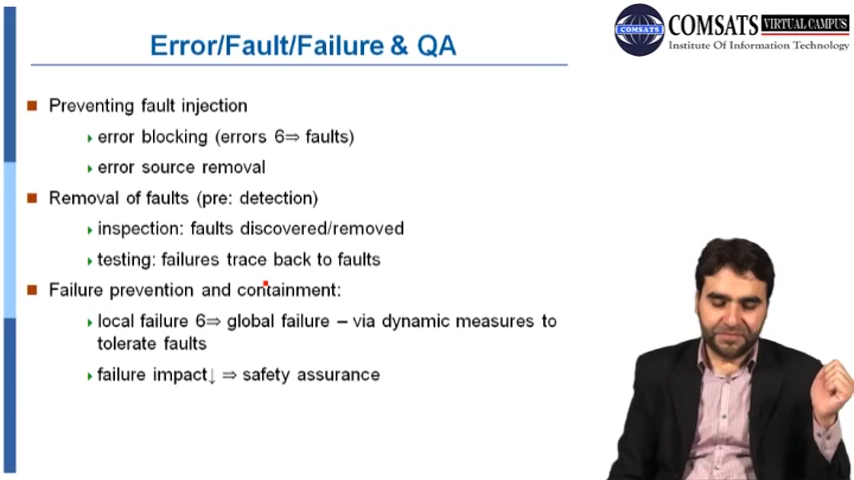 Error/Fault/Failure & QA
COMSATS
COMSATS VIRTUAL CAMPUS
Institute Of Information Technology
Preventing fault injection
error blocking (errors 6⇒ faults)
error source removal
Removal of faults (pre: detection)
inspection: faults discovered/removed
testing: failures trace back to faults
Failure prevention and containment:
local failure 6⇒ global failure – via dynamic measures to
tolerate faults
failure impact↓ ⇒ safety assurance